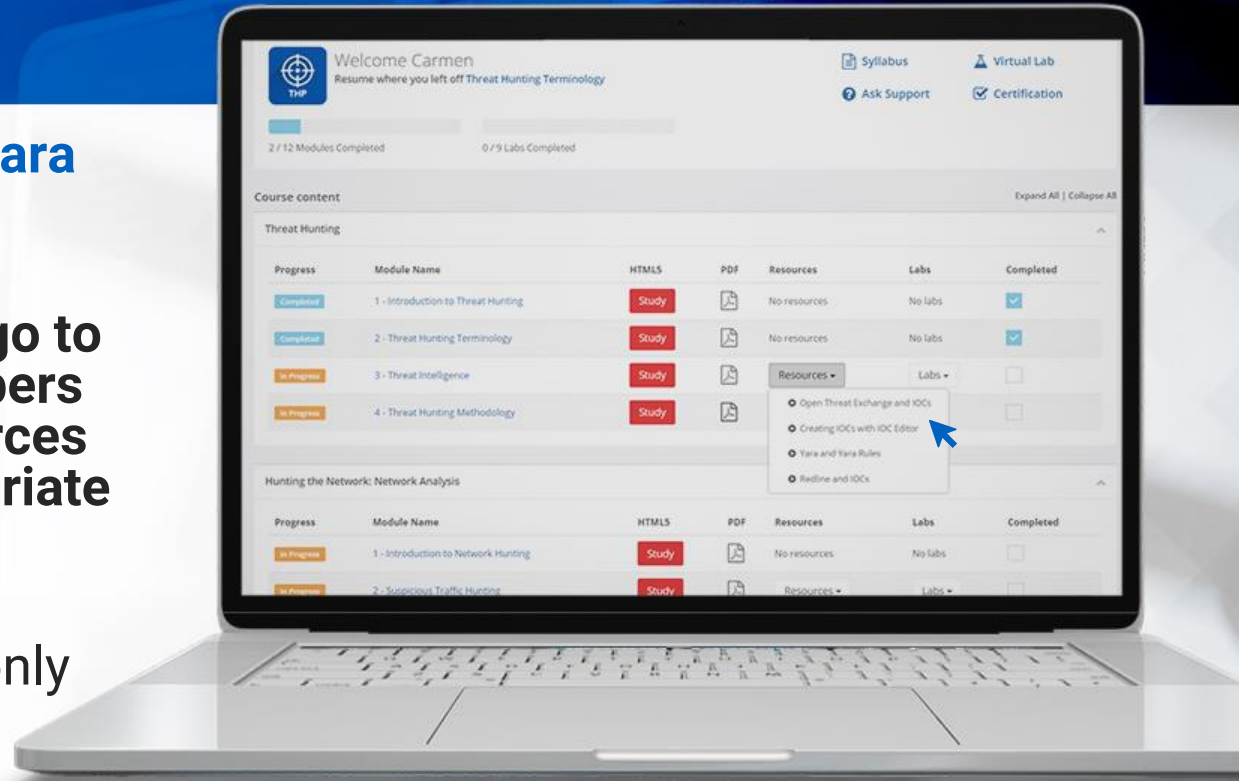 ara
go to
pers
rces
riate
only
THP
Welcome Carmen
Resume where you left off Threat Hunting Terminology
Syllabus
Virtual Lab
Ask Support
Certification
2 / 12 Modules Completed
0 / 9 Labs Completed
Course content
Expand All | Collapse All
Threat Hunting
Progress Module Name HTML5 PDF Resources Labs Completed
Completed 1 - Introduction to Threat Hunting Study No resources No labs
Completed 2 - Threat Hunting Terminology Study No resources No labs
In Progress 3 - Threat Intelligence Study Resources Labs
In Progress 4 - Threat Hunting Methodology Study
Open Threat Exchange and IOCs
Creating IOCs with IOC Editor
Yara and Yara Rules
Redline and IOCs
Hunting the Network: Network Analysis
Progress Module Name HTML5 PDF Resources Labs Completed
In Progress 1 - Introduction to Network Hunting Study No resources No labs
In Progress 2 - Suspicious Traffic Hunting Study Resources Labs